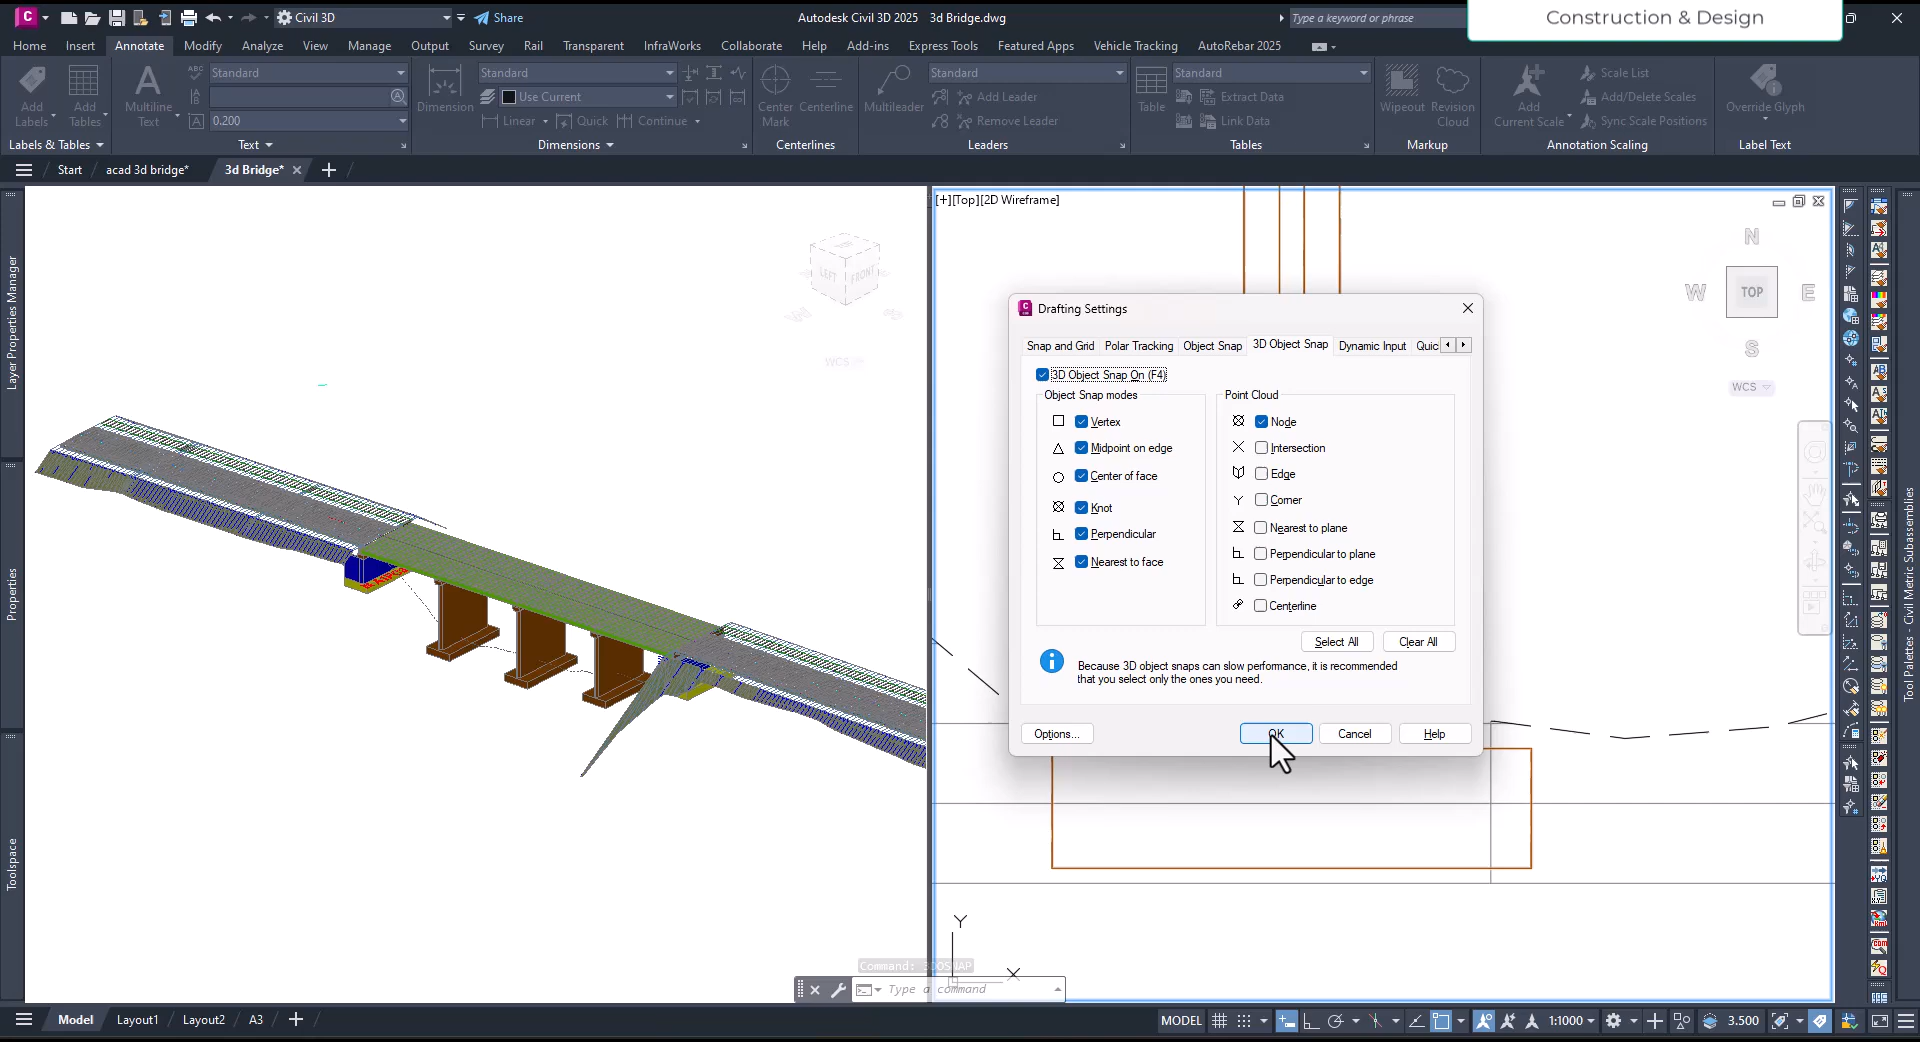 Civil 3D
Share
Autodesk Civil 3D 2025 3d Bridge.dwg
Type a keyword or phrase
Construction & Design
Home Insert Annotate Modify Analyze View Manage Output Survey Rail Transparent InfraWorks Collaborate Help Add-ins Express Tools Featured Apps Vehicle Tracking AutoRebar 2025
Add Labels
Add Tables
Labels & Tables
Multiline Text
Standard
0.200
Text
Dimension
Standard
Use Current
Linear Quick Continue
Dimensions
Center Mark
Centerline
Centerlines
Multileader
Standard
Add Leader
Remove Leader
Leaders
Table
Standard
Extract Data
Link Data
Tables
Wipeout
Revision Cloud
Markup
Add Current Scale
Scale List
Add/Delete Scales
Sync Scale Positions
Annotation Scaling
Override Glyph
Label Text
Start acad 3d bridge* 3d Bridge*
Layer Properties Manager
Properties
Toolspace
LEFT FRONT
WCS
[+][Top][2D Wireframe]
N
W TOP E
S
WCS
Drafting Settings
Snap and Grid Polar Tracking Object Snap 3D Object Snap Dynamic Input Quic
3D Object Snap On (F4)
Object Snap modes
Vertex
Midpoint on edge
Center of face
Knot
Perpendicular
Nearest to face
Point Cloud
Node
Intersection
Edge
Corner
Nearest to plane
Perpendicular to plane
Perpendicular to edge
Centerline
Select All Clear All
Because 3D object snaps can slow performance, it is recommended
that you select only the ones you need.
Options... OK Cancel Help
Tool Palettes - Civil Metric Subassemblies
Y
X
Command: 3DOSNAP
Type a command
Model Layout1 Layout2 A3
MODEL 1:1000 3.500